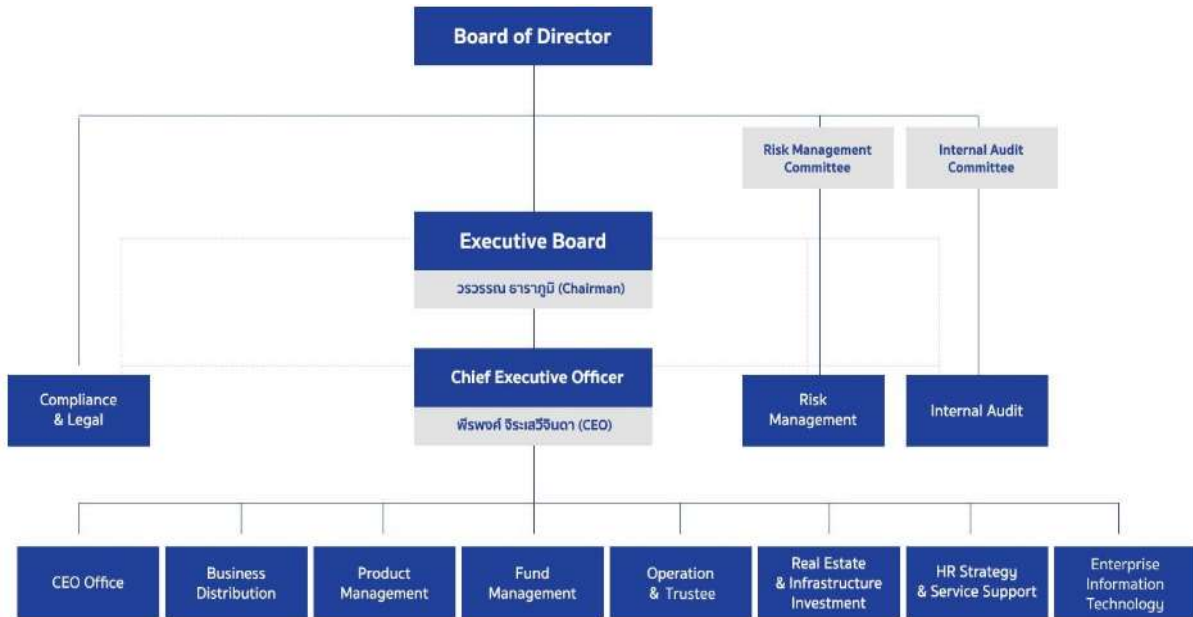 Board of Director
Risk Management
Committee
Internal Audit
Committee
Executive Board
วรวรรณ ธาราภูมิ (Chairman)
Chief Executive Officer
พีรพงศ์ จิระเสวีจินดา (CEO)
Compliance
& Legal
Risk
Management
Internal Audit
CEO Office
Business
Distribution
Product
Management
Fund
Management
Operation
& Trustee
Real Estate
& Infrastructure
Investment
HR Strategy
& Service Support
Enterprise
Information
Technology